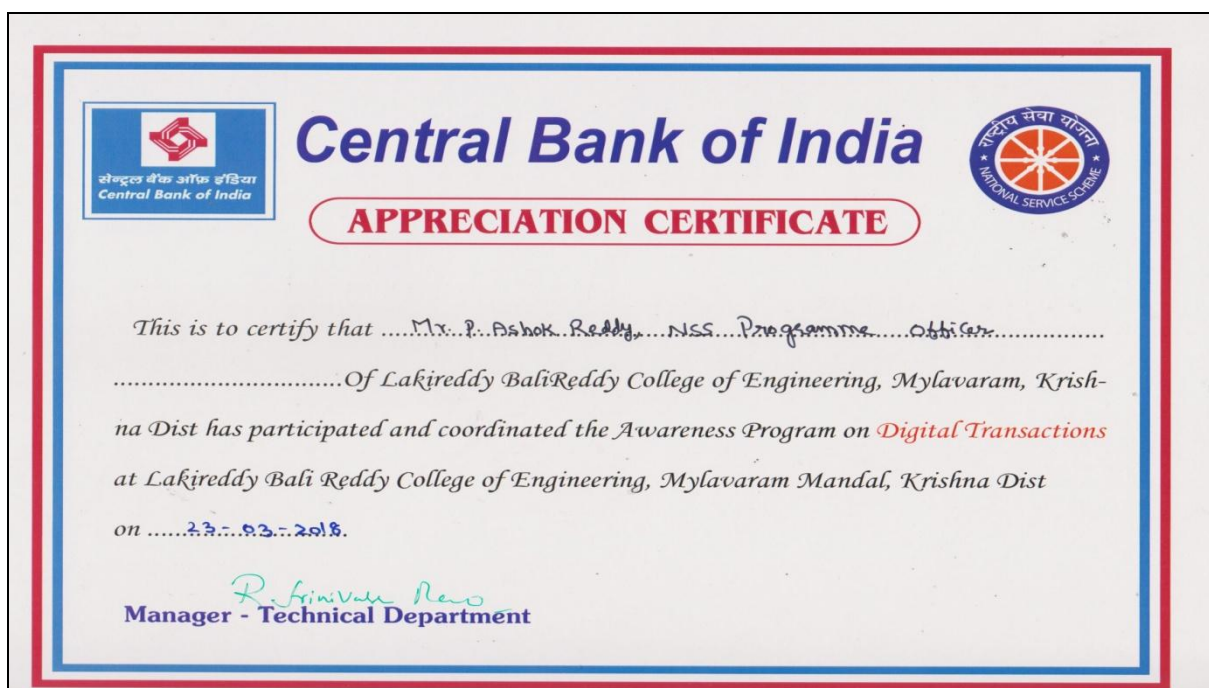 सेन्ट्रल बैंक ऑफ़ इंडिया
Central Bank of India
Central Bank of India
राष्ट्रीय सेवा योजना
NATIONAL SERVICE SCHEME
APPRECIATION CERTIFICATE
This is to certify that ....Mr. P. Ashok Reddy, NSS Programme Officer................
.................................Of Lakireddy BaliReddy College of Engineering, Mylavaram, Krish-
na Dist has participated and coordinated the Awareness Program on Digital Transactions
at Lakireddy Bali Reddy College of Engineering, Mylavaram Mandal, Krishna Dist
on ......23-03-2018.
R. Srinivasa Rao
Manager - Technical Department